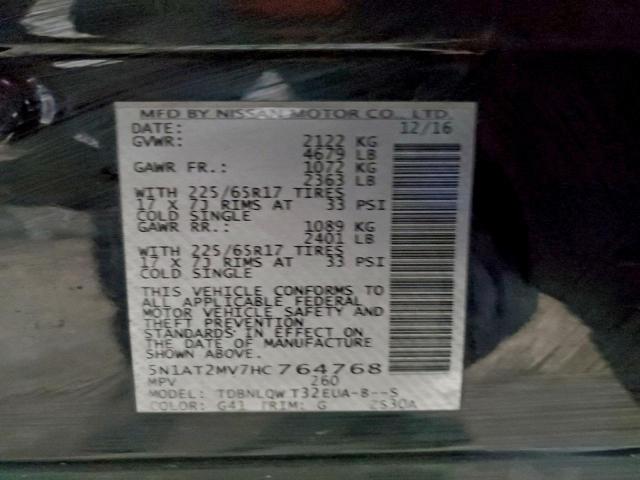 MFD BY NISSAN MOTOR CO., LTD.
DATE: 12/16
GVWR: 2122 KG
4679 LB
GAWR FR.: 1072 KG
2363 LB
WITH 225/65R17 TIRES
17 X 7J RIMS AT 33 PSI
COLD SINGLE
GAWR RR.: 1089 KG
2401 LB
WITH 225/65R17 TIRES
17 X 7J RIMS AT 33 PSI
COLD SINGLE
THIS VEHICLE CONFORMS TO
ALL APPLICABLE FEDERAL
MOTOR VEHICLE SAFETY AND
THEFT PREVENTION
STANDARDS IN EFFECT ON
THE DATE OF MANUFACTURE
SHOWN ABOVE.
5N1AT2MV7HC764768
MPV 260
MODEL: TDBNLQW T32EUA-B--S
COLOR: G41 TRIM: G ZS30A